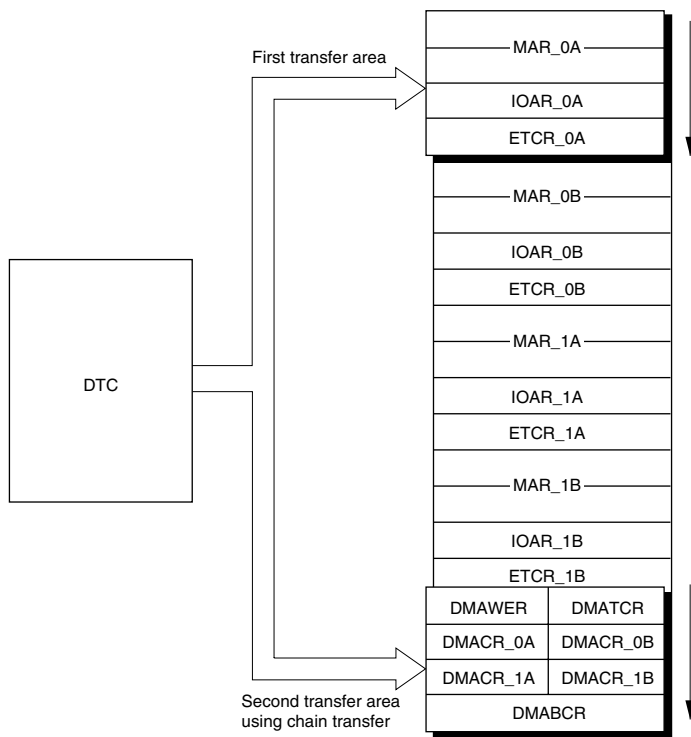 First transfer area
MAR_0A
IOAR_0A
ETCR_0A
MAR_0B
IOAR_0B
ETCR_0B
MAR_1A
DTC
IOAR_1A
ETCR_1A
MAR_1B
IOAR_1B
ETCR_1B
DMAWER DMATCR
DMACR_0A DMACR_0B
DMACR_1A DMACR_1B
Second transfer area
using chain transfer
DMABCR